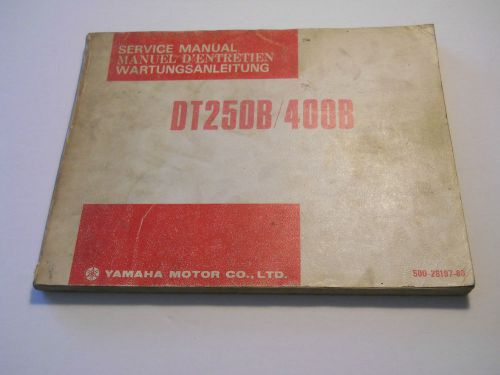 SERVICE MANUAL
MANUEL D'ENTRETIEN
WARTUNGSANLEITUNG
DT250B/400B
YAMAHA MOTOR CO., LTD.
500-28197-80